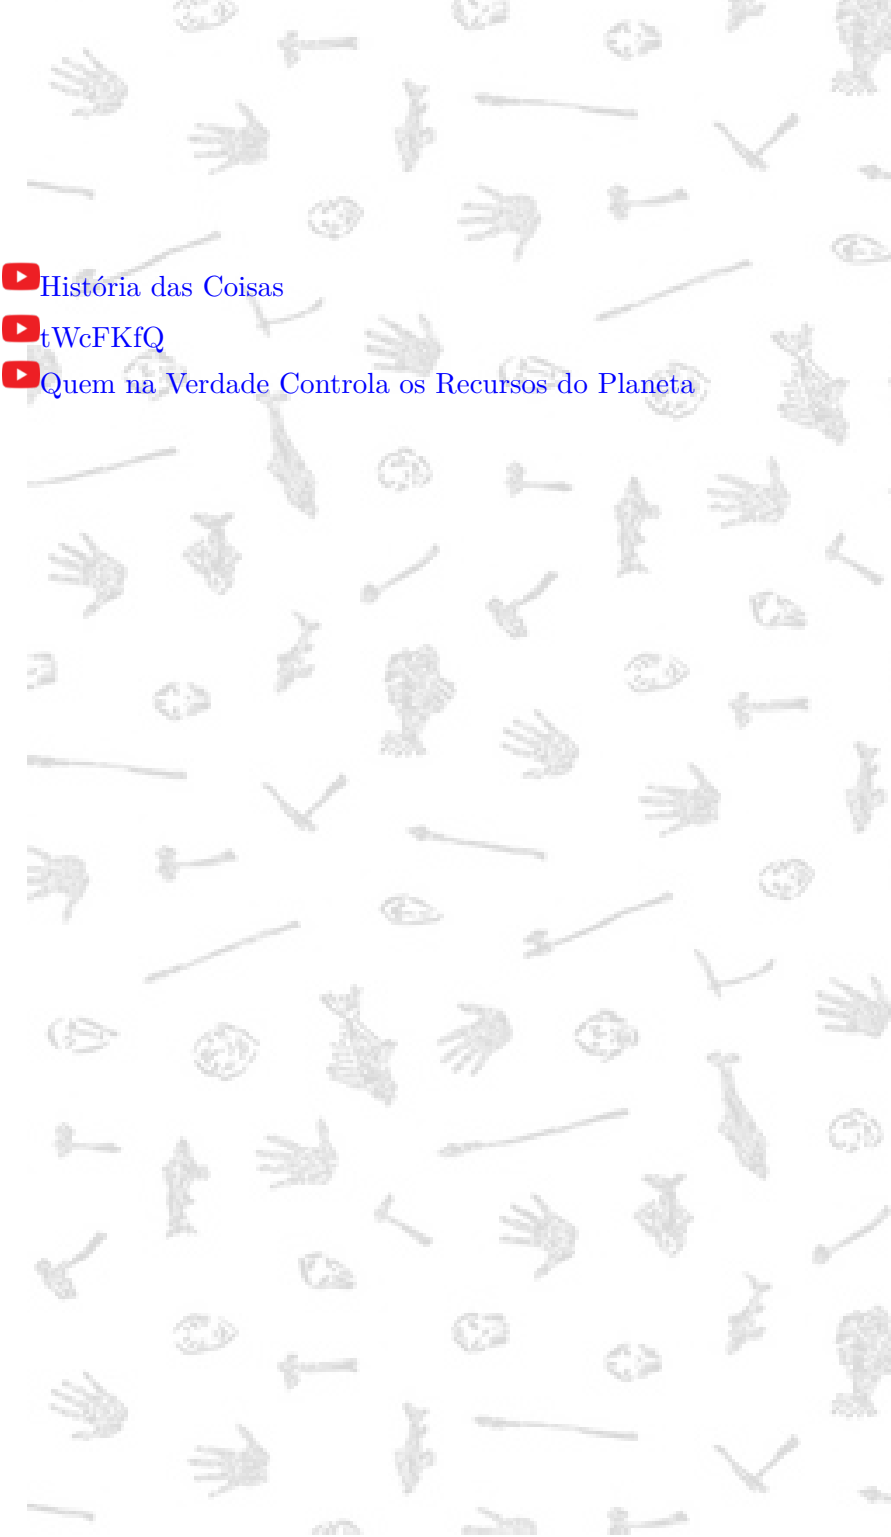 História das Coisas
tWcFKfQ
Quem na Verdade Controla os Recursos do Planeta